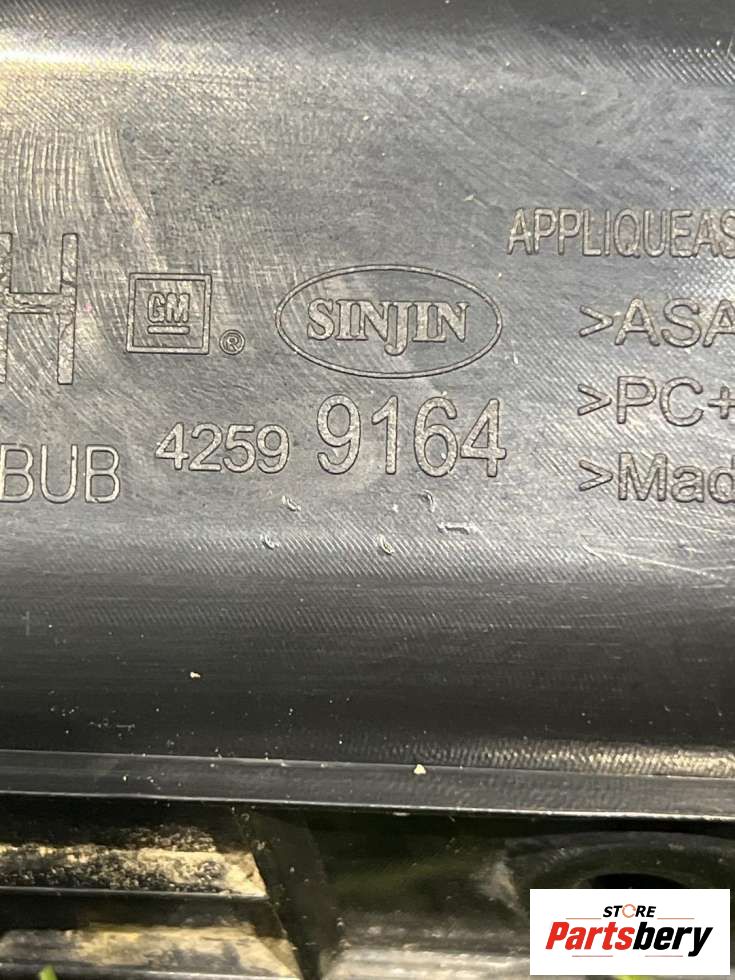 APPLIQUEAS
H GM ® SINJIN >ASA
BUB 4259 9164 >PC+
>Mad
STORE
Partsbery